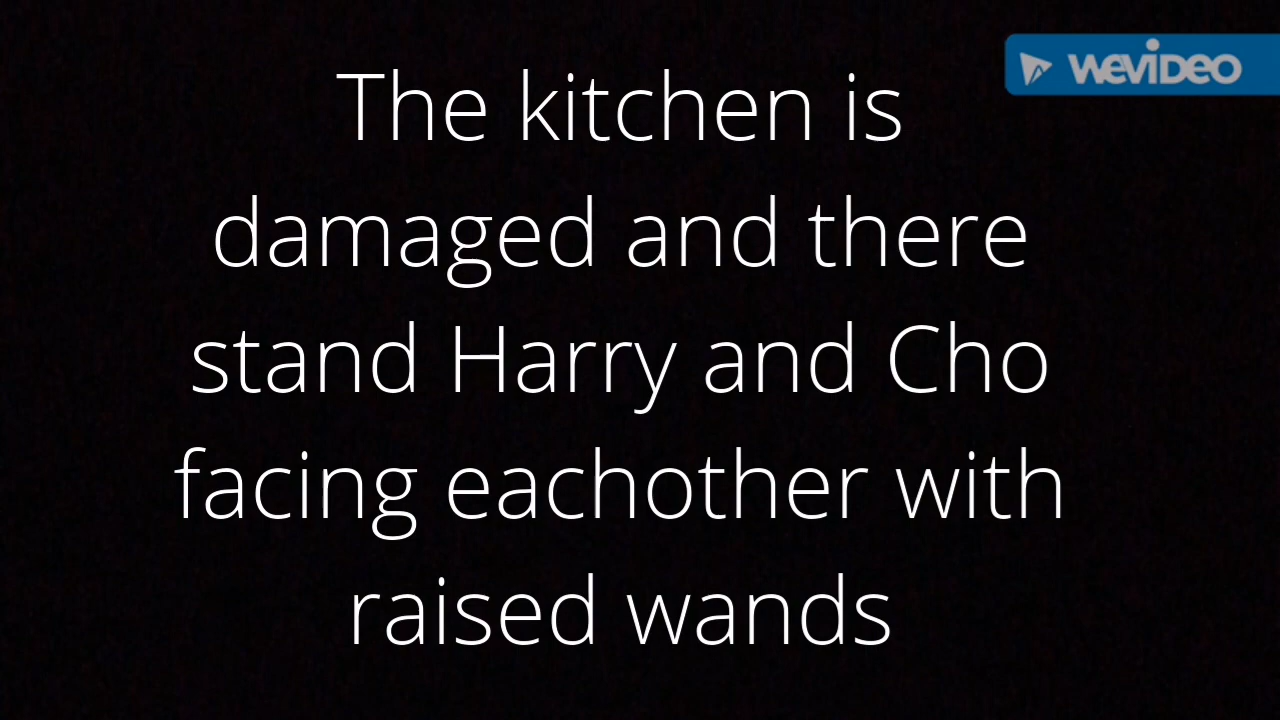 WEVIDEO
The kitchen is
damaged and there
stand Harry and Cho
facing eachother with
raised wands